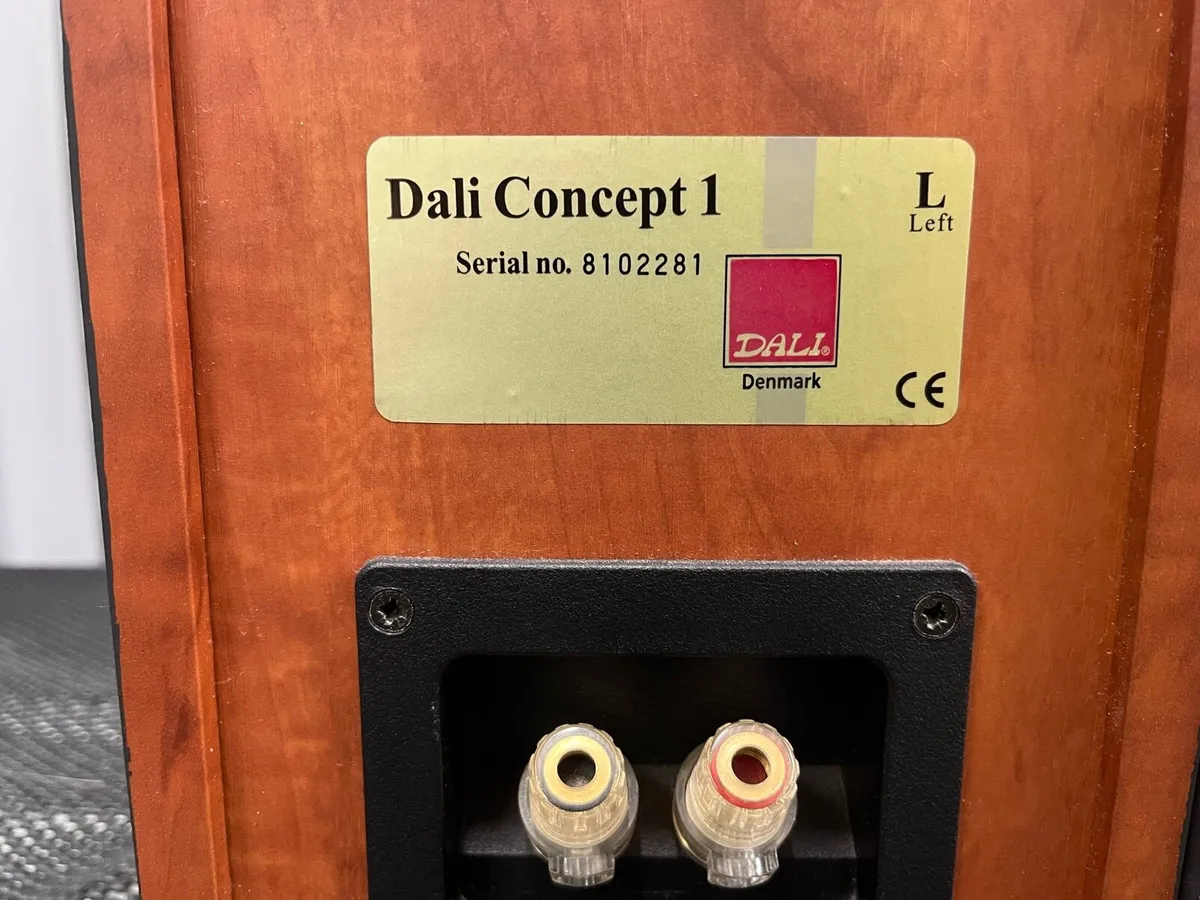 Dali Concept 1
L
Left
Serial no. 8102281
DALI®
Denmark
CE